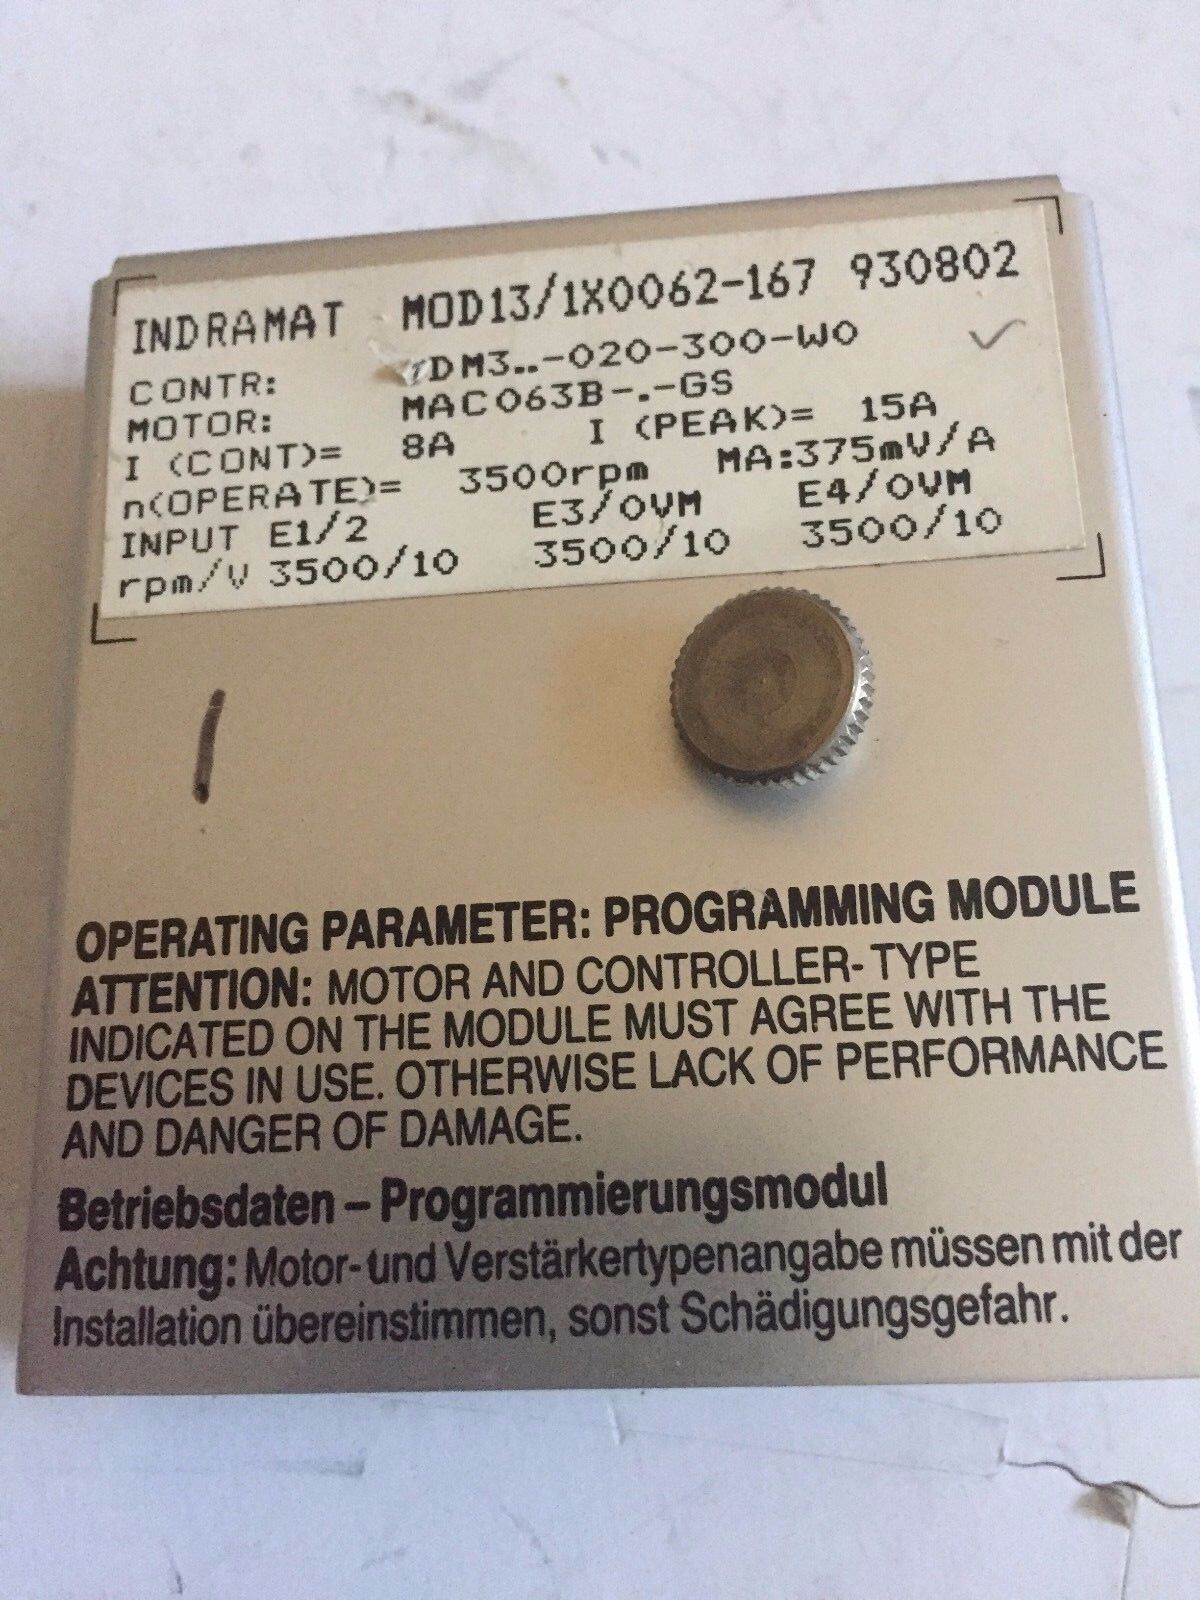 INDRAMAT MOD13/1X0062-167 930802
CONTR: TDM3..-020-300-W0
MOTOR: MAC063B-.-GS
I (CONT)= 8A I (PEAK)= 15A
n(OPERATE)= 3500rpm MA:375mV/A
INPUT E1/2 E3/0VM E4/0VM
rpm/V 3500/10 3500/10 3500/10
OPERATING PARAMETER: PROGRAMMING MODULE
ATTENTION: MOTOR AND CONTROLLER-TYPE
INDICATED ON THE MODULE MUST AGREE WITH THE
DEVICES IN USE. OTHERWISE LACK OF PERFORMANCE
AND DANGER OF DAMAGE.
Betriebsdaten – Programmierungsmodul
Achtung: Motor-und Verstärkertypenangabe müssen mit der
Installation übereinstimmen, sonst Schädigungsgefahr.